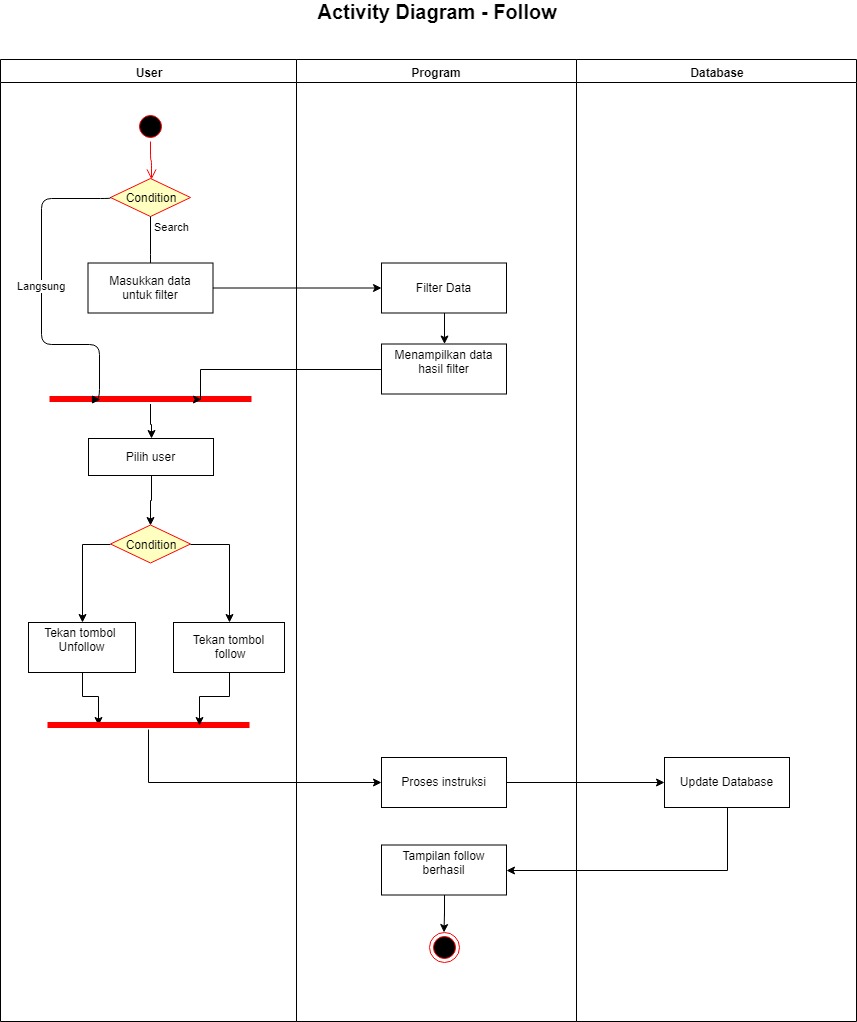 Activity Diagram - Follow
User
Program
Database
Condition
Search
Langsung
Masukkan data
untuk filter
Filter Data
Menampilkan data
hasil filter
Pilih user
Condition
Tekan tombol
Unfollow
Tekan tombol
follow
Proses instruksi
Update Database
Tampilan follow
berhasil